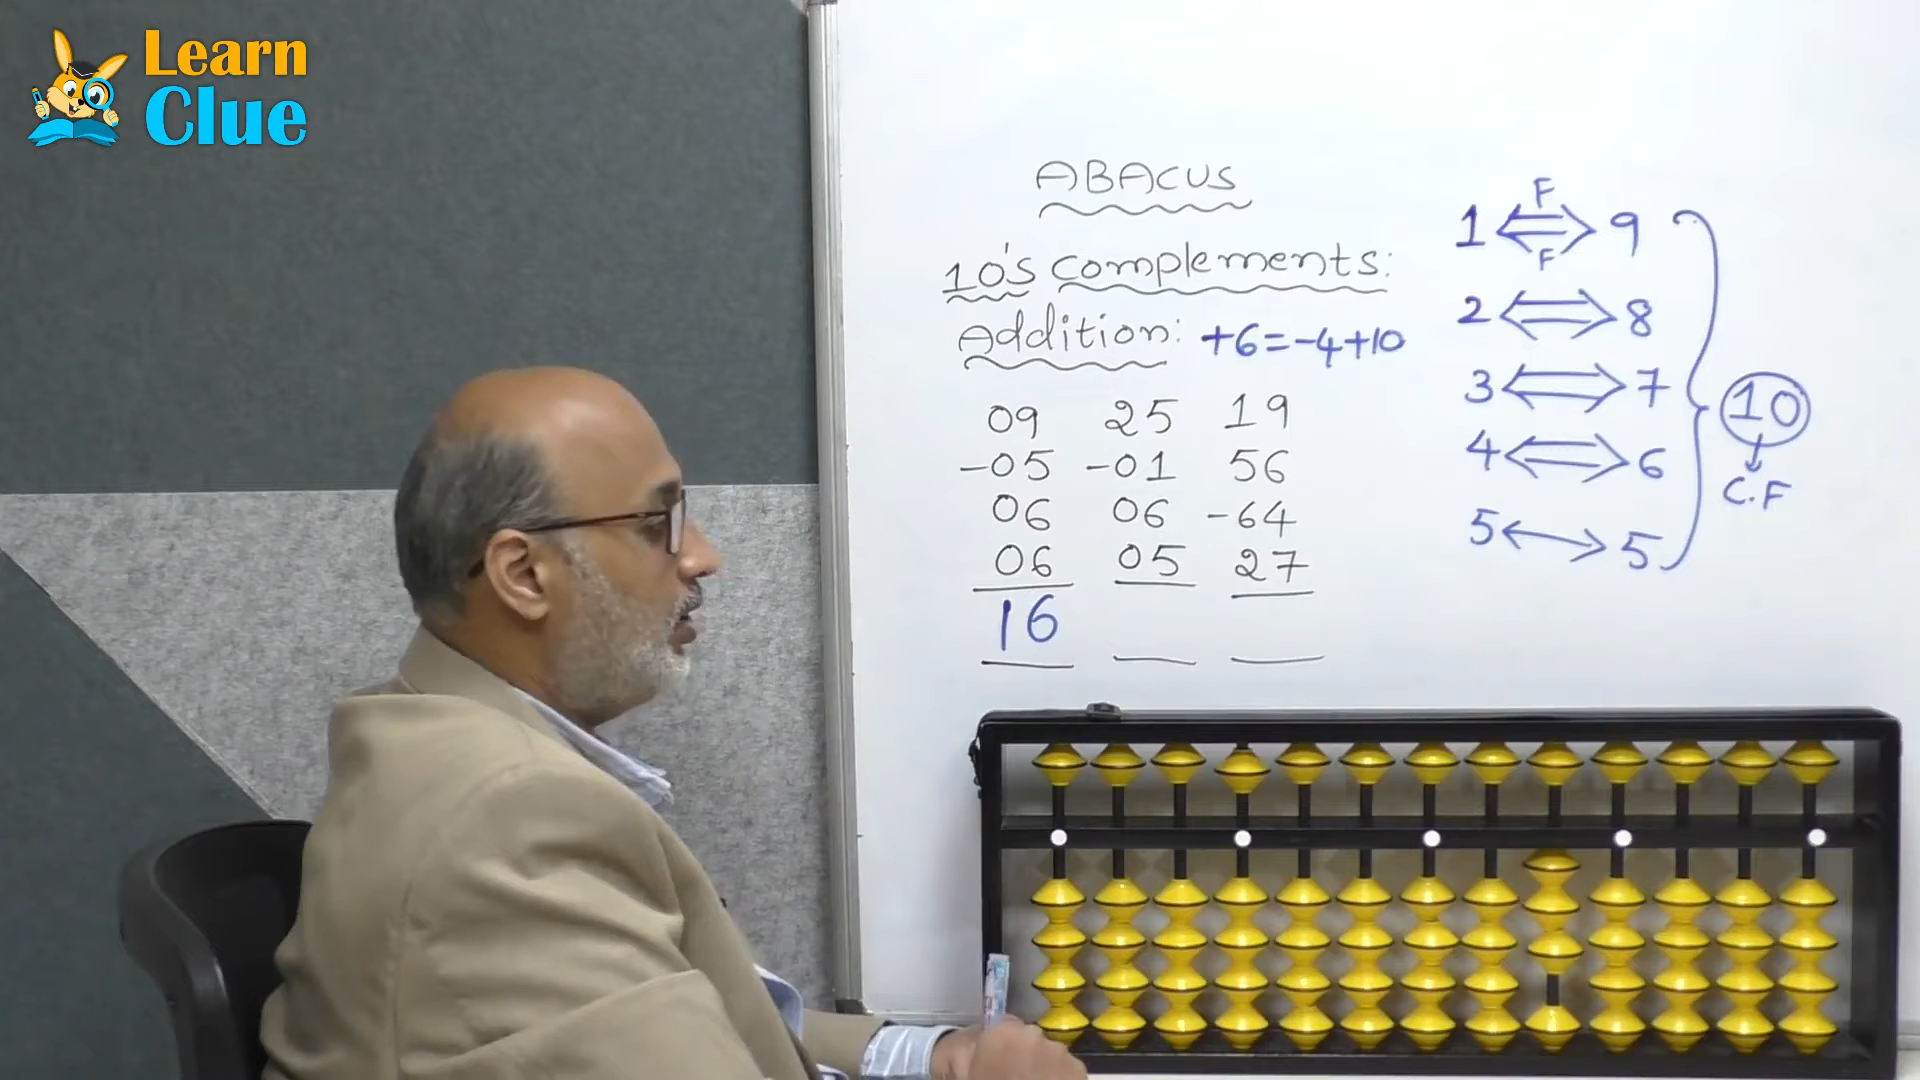 Learn
Clue
ABACUS
10's complements:
Addition: +6=-4+10
09 25 19
-05 -01 56
06 06 -64
06 05 27
16
F
1 ⟺ 9
F
2 ⟺ 8
3 ⟺ 7
4 ⟺ 6
5 ⟷ 5
10
C.F